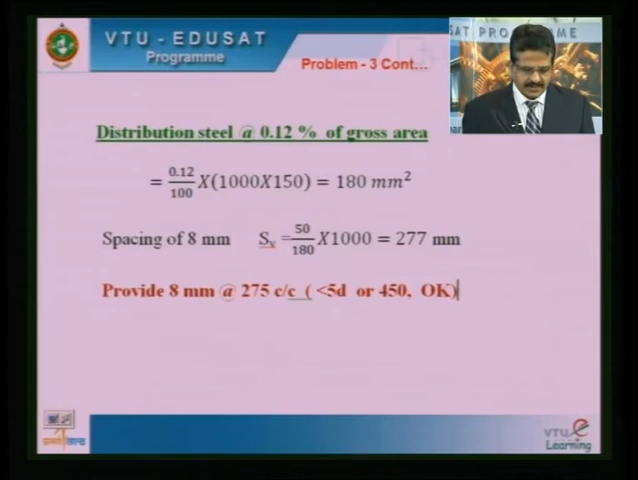 VTU - EDUSAT
Programme
SAT PROGRAMME
Problem - 3 Cont...
Distribution steel @ 0.12 % of gross area
= 0.12/100 X(1000X150) = 180 mm²
Spacing of 8 mm Sᵥ = 50/180 X1000 = 277 mm
Provide 8 mm @ 275 c/c ( <5d or 450, OK)
VTU e
Learning